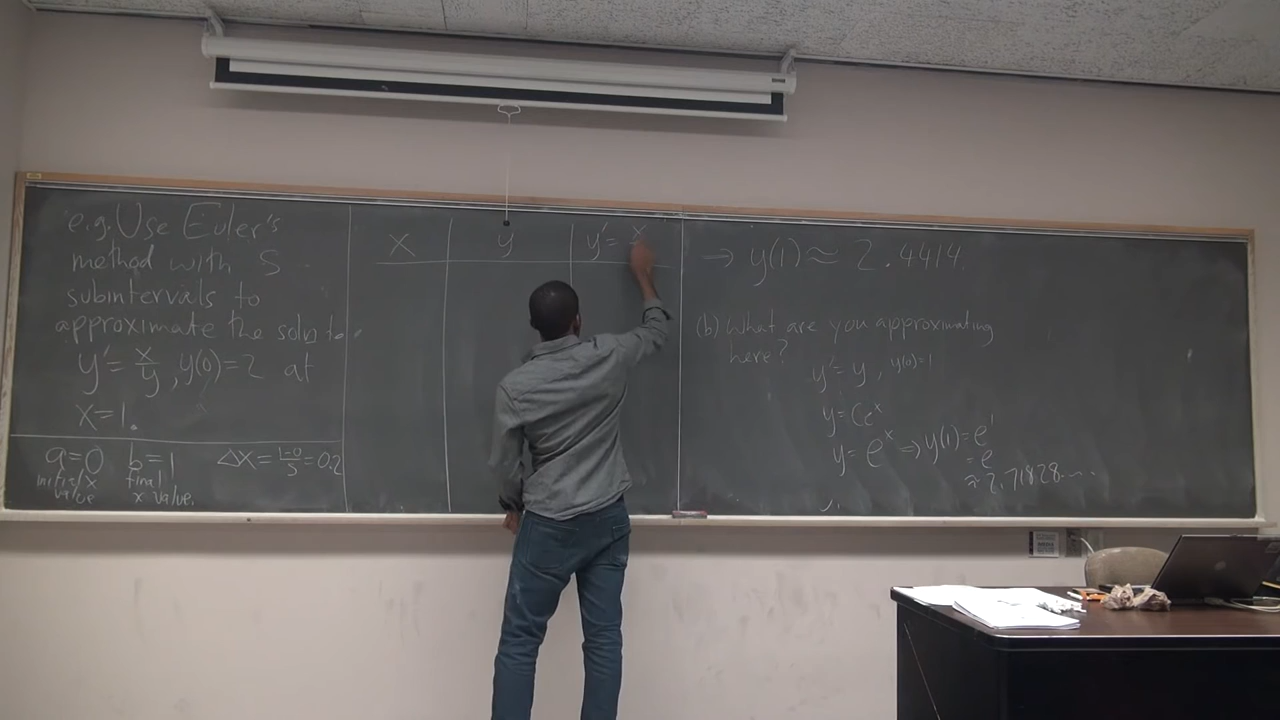 e.g. Use Euler's
method with 5
subintervals to
approximate the soln to
y' = x/y, y(0)=2 at
x=1.
a=0 b=1 Δx = (1-0)/5 = 0.2
initial x value final x value.
x y y' = x
→ y(1) ≈ 2.4414
(b) What are you approximating
here?
y' = y, y(0)=1
y = Ce^x
y = e^x ⇒ y(1) = e^1
= e
≈ 2.71828...